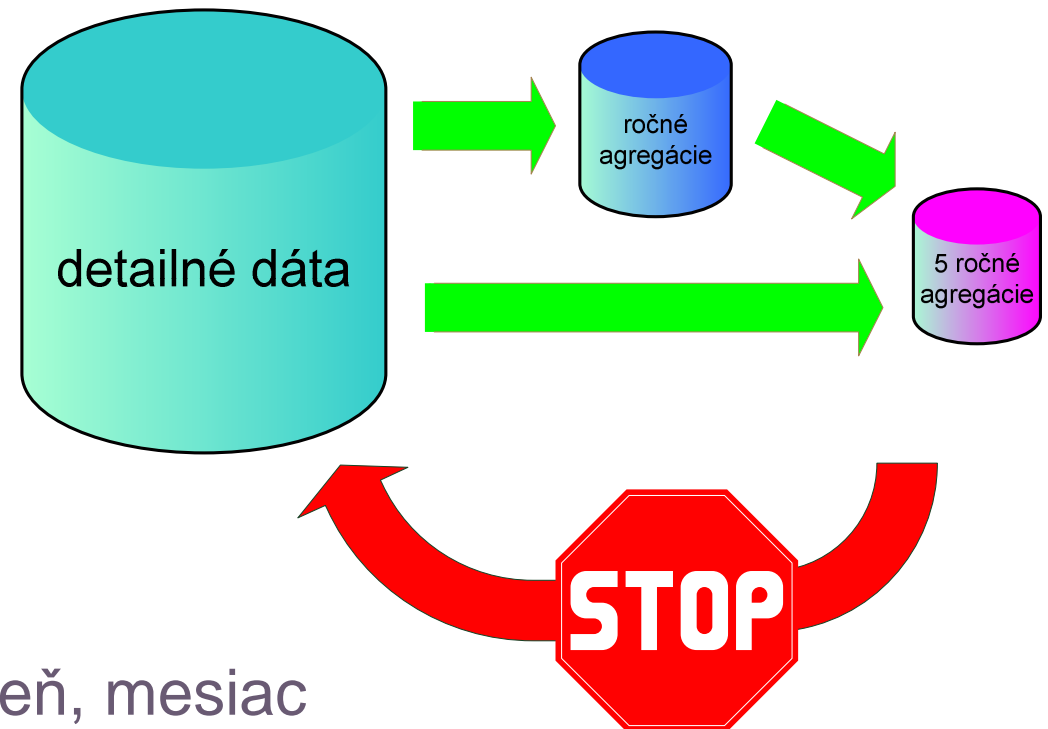 ročné
agregácie
detailné dáta
5 ročné
agregácie
STOP
eň, mesiac